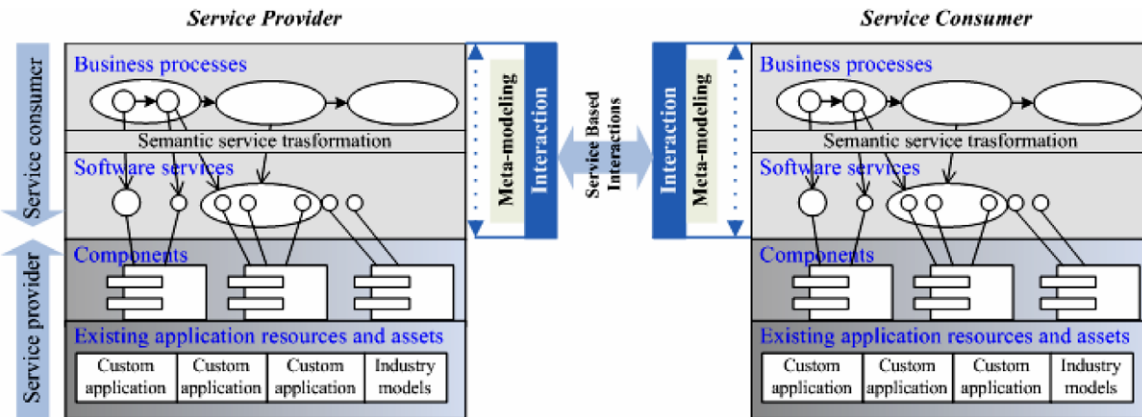 Service Provider
Service consumer
Service provider
Business processes
Semantic service trasformation
Software services
Components
Existing application resources and assets
Custom application
Custom application
Custom application
Industry models
Meta-modeling
Interaction
Service Based
Interactions
Service Consumer
Interaction
Meta-modeling
Business processes
Semantic service trasformation
Software services
Components
Existing application resources and assets
Custom application
Custom application
Custom application
Industry models